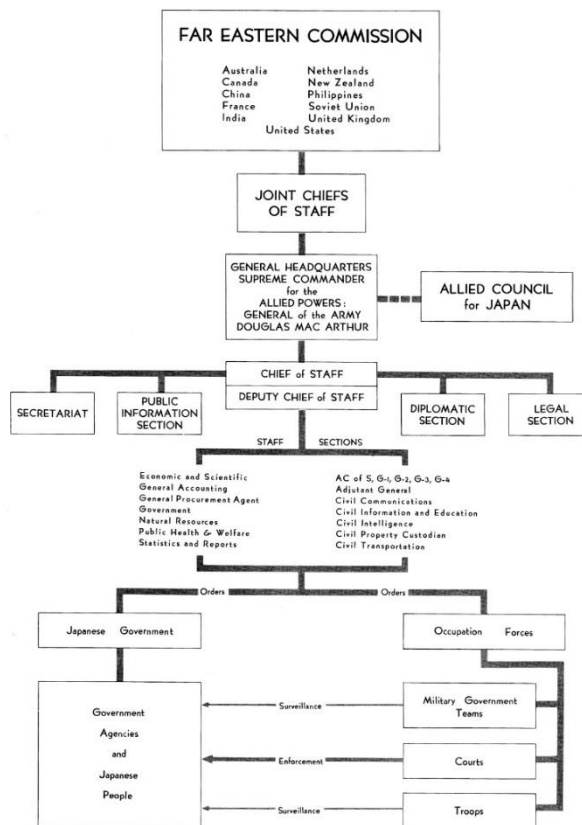 FAR EASTERN COMMISSION
Australia Netherlands
Canada New Zealand
China Philippines
France Soviet Union
India United Kingdom
United States
JOINT CHIEFS
OF STAFF
GENERAL HEADQUARTERS
SUPREME COMMANDER
for the
ALLIED POWERS:
GENERAL of the ARMY
DOUGLAS MAC ARTHUR
ALLIED COUNCIL
for JAPAN
CHIEF of STAFF
DEPUTY CHIEF of STAFF
SECRETARIAT
PUBLIC
INFORMATION
SECTION
DIPLOMATIC
SECTION
LEGAL
SECTION
STAFF SECTIONS
Economic and Scientific
General Accounting
General Procurement Agent
Government
Natural Resources
Public Health & Welfare
Statistics and Reports
AC of S, G-1, G-2, G-3, G-4
Adjutant General
Civil Communications
Civil Information and Education
Civil Intelligence
Civil Property Custodian
Civil Transportation
Orders
Orders
Japanese Government
Occupation Forces
Government
Agencies
and
Japanese
People
Surveillance
Military Government
Teams
Enforcement
Courts
Surveillance
Troops